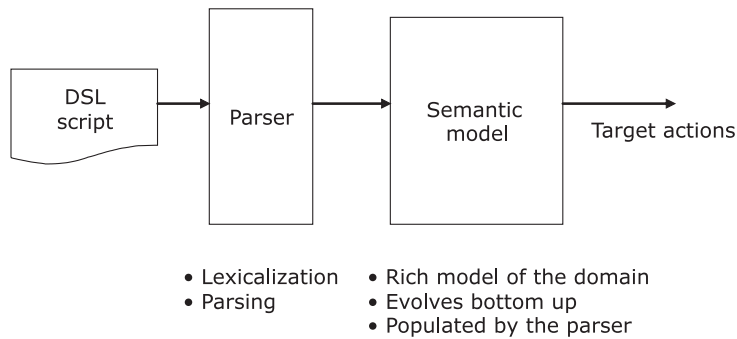 DSL
script
Parser
Semantic
model
Target actions
• Lexicalization
• Parsing
• Rich model of the domain
• Evolves bottom up
• Populated by the parser